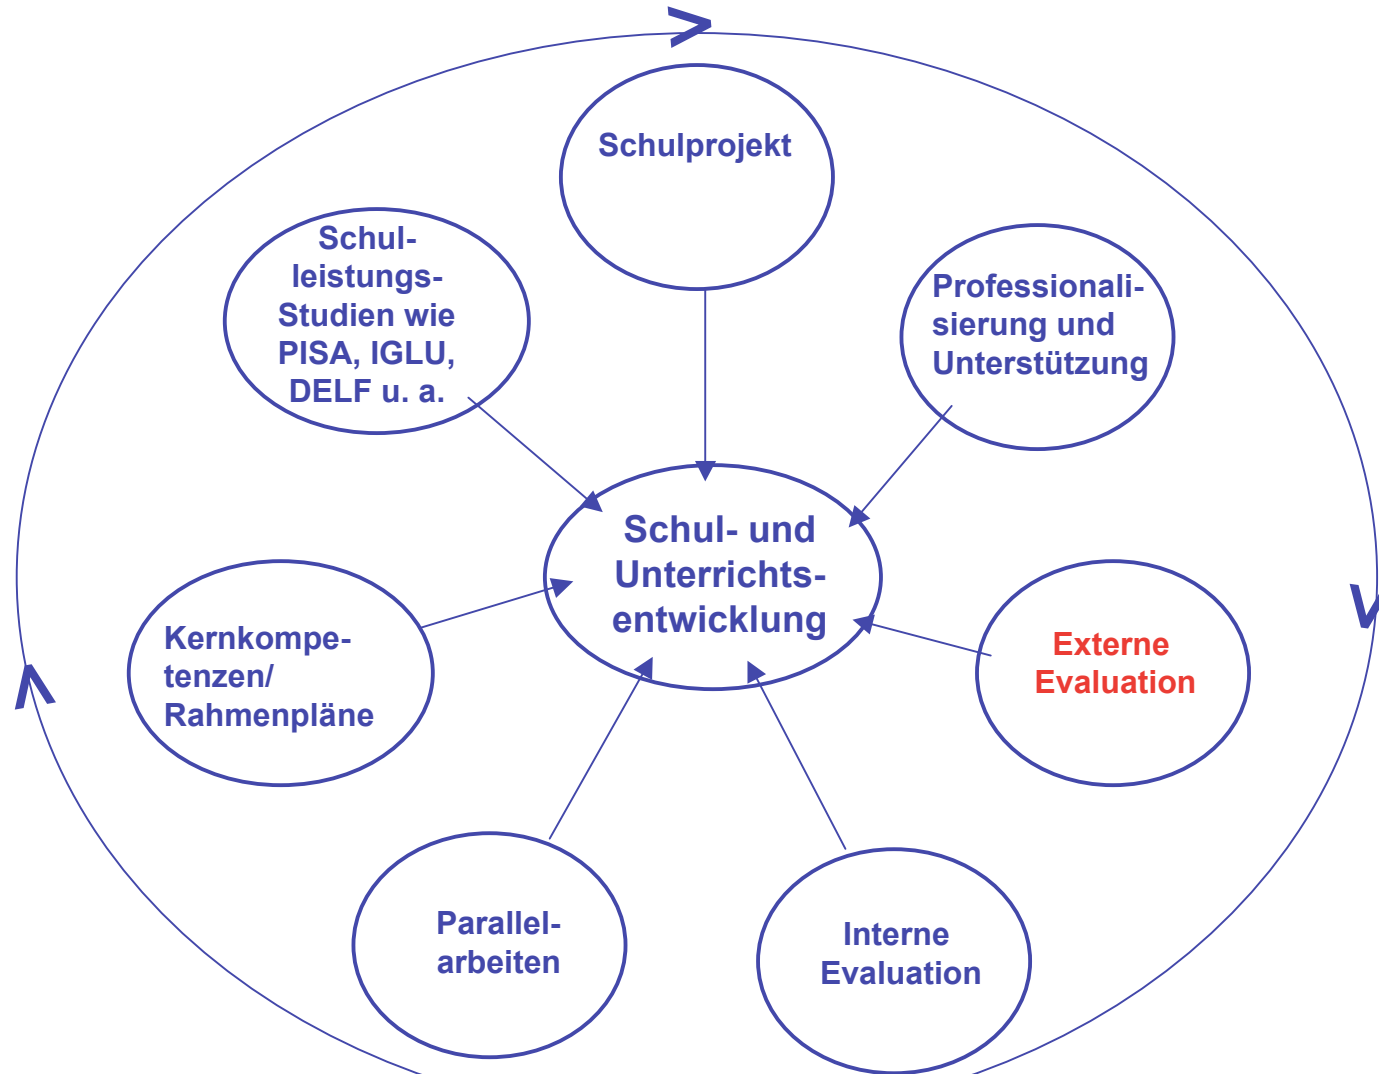 Schulprojekt
Schul-
leistungs-
Studien wie
PISA, IGLU,
DELF u. a.
Professionali-
sierung und
Unterstützung
Schul- und
Unterrichts-
entwicklung
Kernkompe-
tenzen/
Rahmenpläne
Externe
Evaluation
Parallel-
arbeiten
Interne
Evaluation